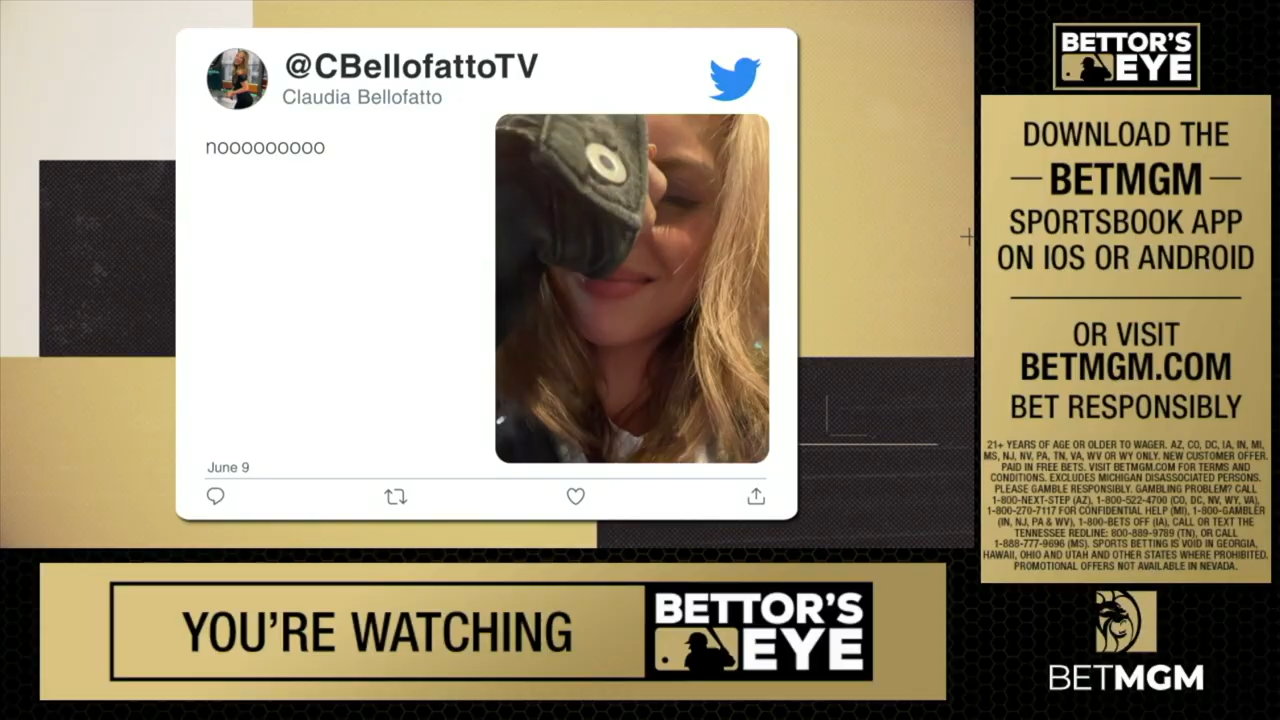 @CBellofattoTV
Claudia Bellofatto
nooooooooo
June 9
YOU'RE WATCHING
BETTOR'S
EYE
BETTOR'S
EYE
DOWNLOAD THE
BETMGM
SPORTSBOOK APP
ON IOS OR ANDROID
OR VISIT
BETMGM.COM
BET RESPONSIBLY
21+ YEARS OF AGE OR OLDER TO WAGER. AZ, CO, DC, IA, IN, MI,
MS, NJ, NV, PA, TN, VA, WV OR WY ONLY. NEW CUSTOMER OFFER.
PAID IN FREE BETS. VISIT BETMGM.COM FOR TERMS AND
CONDITIONS. EXCLUDES MICHIGAN DISASSOCIATED PERSONS.
PLEASE GAMBLE RESPONSIBLY. GAMBLING PROBLEM? CALL
1-800-NEXT-STEP (AZ), 1-800-522-4700 (CO, DC, NV, WY, VA),
1-800-270-7117 FOR CONFIDENTIAL HELP (MI), 1-800-GAMBLER
(IN, NJ, PA & WV), 1-800-BETS OFF (IA), CALL OR TEXT THE
TENNESSEE REDLINE: 800-889-9789 (TN), OR CALL
1-888-777-9696 (MS). SPORTS BETTING IS VOID IN GEORGIA,
HAWAII, OHIO AND UTAH AND OTHER STATES WHERE PROHIBITED.
PROMOTIONAL OFFERS NOT AVAILABLE IN NEVADA.
BETMGM